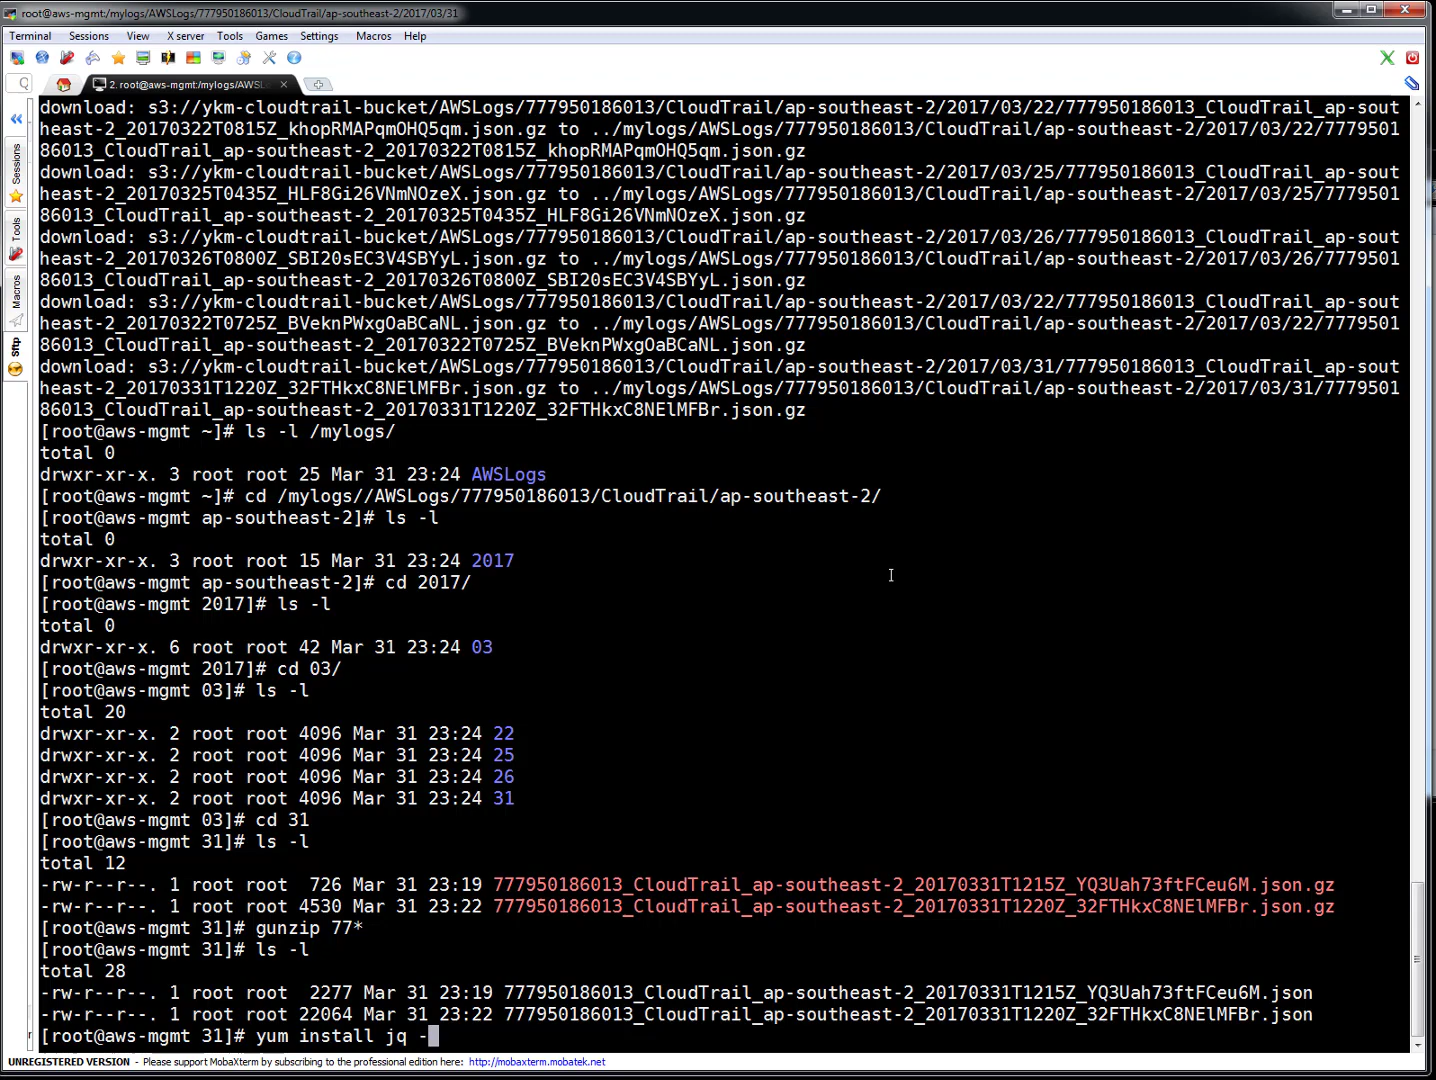 root@aws-mgmt:/mylogs/AWSLogs/777950186013/CloudTrail/ap-southeast-2/2017/03/31
Terminal Sessions View X server Tools Games Settings Macros Help
2. root@aws-mgmt:/mylogs/AWSL
Sessions
Tools
Macros
Sftp
download: s3://ykm-cloudtrail-bucket/AWSLogs/777950186013/CloudTrail/ap-southeast-2/2017/03/22/777950186013_CloudTrail_ap-sout
heast-2_20170322T0815Z_khopRMAPqmOHQ5qm.json.gz to ../mylogs/AWSLogs/777950186013/CloudTrail/ap-southeast-2/2017/03/22/7779501
86013_CloudTrail_ap-southeast-2_20170322T0815Z_khopRMAPqmOHQ5qm.json.gz
download: s3://ykm-cloudtrail-bucket/AWSLogs/777950186013/CloudTrail/ap-southeast-2/2017/03/25/777950186013_CloudTrail_ap-sout
heast-2_20170325T0435Z_HLF8Gi26VNmNOzeX.json.gz to ../mylogs/AWSLogs/777950186013/CloudTrail/ap-southeast-2/2017/03/25/7779501
86013_CloudTrail_ap-southeast-2_20170325T0435Z_HLF8Gi26VNmNOzeX.json.gz
download: s3://ykm-cloudtrail-bucket/AWSLogs/777950186013/CloudTrail/ap-southeast-2/2017/03/26/777950186013_CloudTrail_ap-sout
heast-2_20170326T0800Z_SBI20sEC3V4SBYyL.json.gz to ../mylogs/AWSLogs/777950186013/CloudTrail/ap-southeast-2/2017/03/26/7779501
86013_CloudTrail_ap-southeast-2_20170326T0800Z_SBI20sEC3V4SBYyL.json.gz
download: s3://ykm-cloudtrail-bucket/AWSLogs/777950186013/CloudTrail/ap-southeast-2/2017/03/22/777950186013_CloudTrail_ap-sout
heast-2_20170322T0725Z_BVeknPWxgOaBCaNL.json.gz to ../mylogs/AWSLogs/777950186013/CloudTrail/ap-southeast-2/2017/03/22/7779501
86013_CloudTrail_ap-southeast-2_20170322T0725Z_BVeknPWxgOaBCaNL.json.gz
download: s3://ykm-cloudtrail-bucket/AWSLogs/777950186013/CloudTrail/ap-southeast-2/2017/03/31/777950186013_CloudTrail_ap-sout
heast-2_20170331T1220Z_32FTHkxC8NElMFBr.json.gz to ../mylogs/AWSLogs/777950186013/CloudTrail/ap-southeast-2/2017/03/31/7779501
86013_CloudTrail_ap-southeast-2_20170331T1220Z_32FTHkxC8NElMFBr.json.gz
[root@aws-mgmt ~]# ls -l /mylogs/
total 0
drwxr-xr-x. 3 root root 25 Mar 31 23:24 AWSLogs
[root@aws-mgmt ~]# cd /mylogs//AWSLogs/777950186013/CloudTrail/ap-southeast-2/
[root@aws-mgmt ap-southeast-2]# ls -l
total 0
drwxr-xr-x. 3 root root 15 Mar 31 23:24 2017
[root@aws-mgmt ap-southeast-2]# cd 2017/
[root@aws-mgmt 2017]# ls -l
total 0
drwxr-xr-x. 6 root root 42 Mar 31 23:24 03
[root@aws-mgmt 2017]# cd 03/
[root@aws-mgmt 03]# ls -l
total 20
drwxr-xr-x. 2 root root 4096 Mar 31 23:24 22
drwxr-xr-x. 2 root root 4096 Mar 31 23:24 25
drwxr-xr-x. 2 root root 4096 Mar 31 23:24 26
drwxr-xr-x. 2 root root 4096 Mar 31 23:24 31
[root@aws-mgmt 03]# cd 31
[root@aws-mgmt 31]# ls -l
total 12
-rw-r--r--. 1 root root  726 Mar 31 23:19 777950186013_CloudTrail_ap-southeast-2_20170331T1215Z_YQ3Uah73ftFCeu6M.json.gz
-rw-r--r--. 1 root root 4530 Mar 31 23:22 777950186013_CloudTrail_ap-southeast-2_20170331T1220Z_32FTHkxC8NElMFBr.json.gz
[root@aws-mgmt 31]# gunzip 77*
[root@aws-mgmt 31]# ls -l
total 28
-rw-r--r--. 1 root root  2277 Mar 31 23:19 777950186013_CloudTrail_ap-southeast-2_20170331T1215Z_YQ3Uah73ftFCeu6M.json
-rw-r--r--. 1 root root 22064 Mar 31 23:22 777950186013_CloudTrail_ap-southeast-2_20170331T1220Z_32FTHkxC8NElMFBr.json
[root@aws-mgmt 31]# yum install jq -
UNREGISTERED VERSION - Please support MobaXterm by subscribing to the professional edition here: http://mobaxterm.mobatek.net